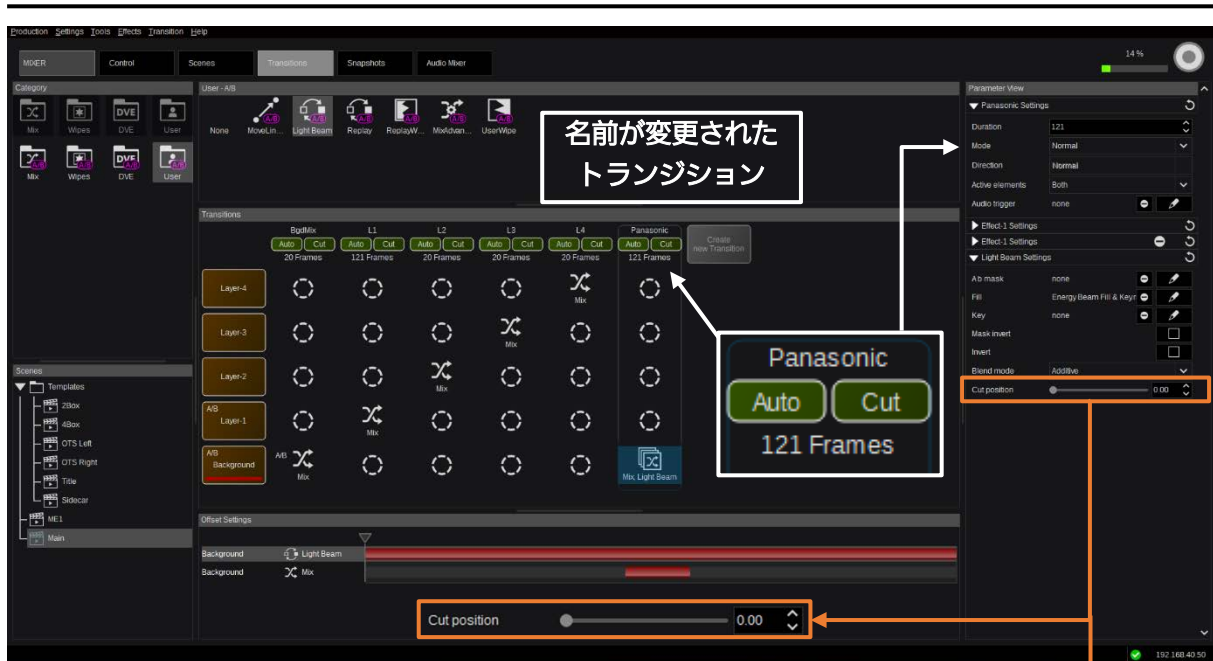 Production Settings Tools Effects Transition Help
MIXER Control Scenes Transitions Snapshots Audio Mixer
14 %
Category
Mix Wipes DVE User
Mix Wipes DVE User
User - A/B
None MoveLin... Light Beam Replay ReplayW... MixAdvan... UserWipe
名前が変更された
トランジション
Transitions
BgdMix L1 L2 L3 L4 Panasonic
Auto Cut Auto Cut Auto Cut Auto Cut Auto Cut Auto Cut
20 Frames 121 Frames 20 Frames 20 Frames 20 Frames 121 Frames
Create
new Transition
Layer-4
Mix
Layer-3
Mix
Layer-2
Mix
A/B
Layer-1
Mix
A/B
Background
A/B
Mix
Mix, Light Beam
Panasonic
Auto Cut
121 Frames
Scenes
Templates
2Box
4Box
OTS Left
OTS Right
Title
Sidecar
ME1
Main
Offset Settings
Background Light Beam
Background Mix
Cut position 0.00
Parameter View
Panasonic Settings
Duration 121
Mode Normal
Direction Normal
Active elements Both
Audio trigger none
Effect-1 Settings
Effect-1 Settings
Light Beam Settings
Ab mask none
Fill Energy Beam Fill & Keyr
Key none
Mask invert
Invert
Blend mode Additive
Cut position 0.00
192.168.40.50